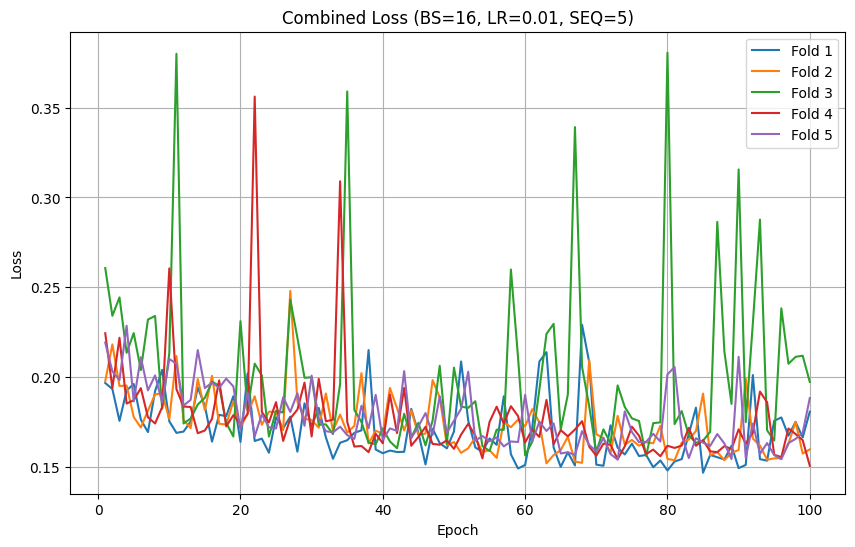 Combined Loss (BS=16, LR=0.01, SEQ=5)
Fold 1
Fold 2
Fold 3
Fold 4
Fold 5
Loss
0.35
0.30
0.25
0.20
0.15
0
20
40
60
80
100
Epoch